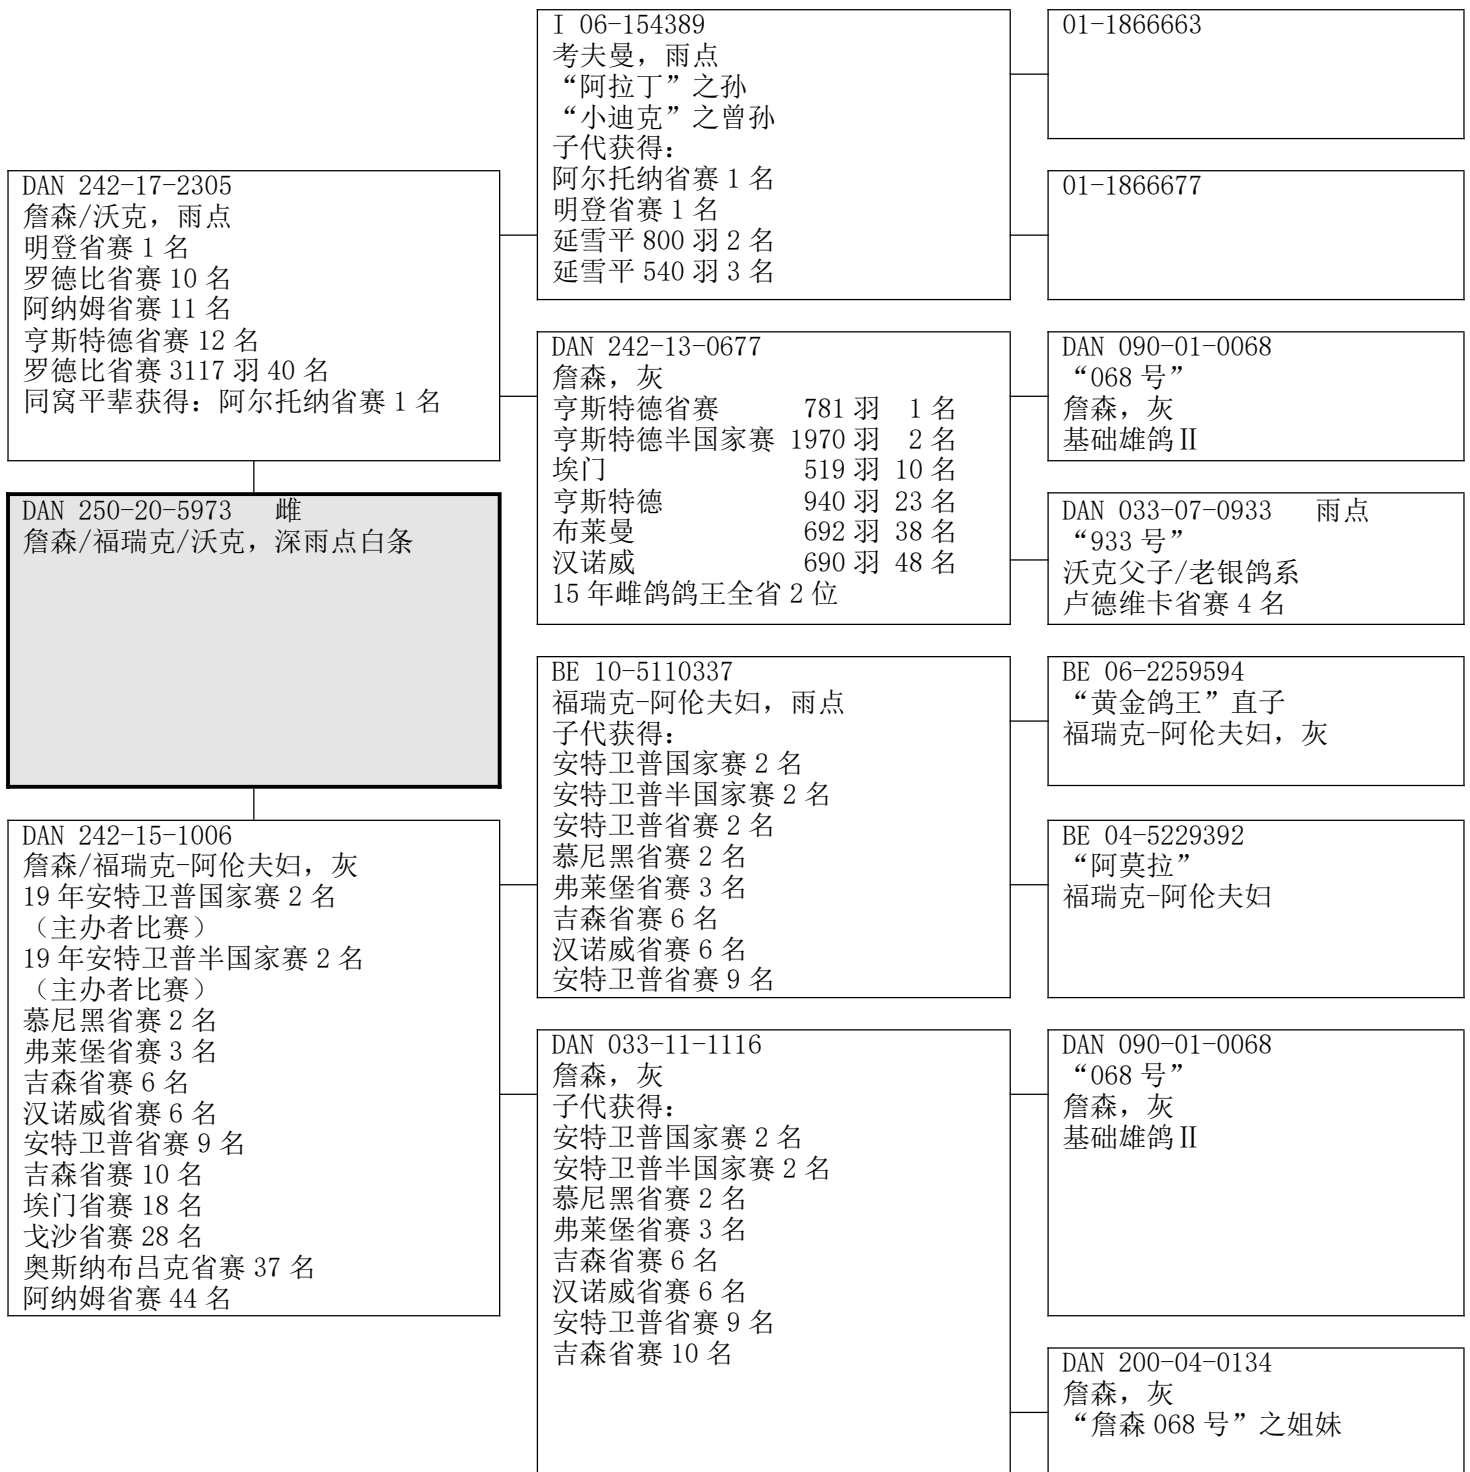 DAN 242-17-2305
詹森/沃克，雨点
明登省赛 1 名
罗德比省赛 10 名
阿纳姆省赛 11 名
亨斯特德省赛 12 名
罗德比省赛 3117 羽 40 名
同窝平辈获得：阿尔托纳省赛 1 名
DAN 250-20-5973 雌
詹森/福瑞克/沃克，深雨点白条
DAN 242-15-1006
詹森/福瑞克-阿伦夫妇，灰
19 年安特卫普国家赛 2 名
（主办者比赛）
19 年安特卫普半国家赛 2 名
（主办者比赛）
慕尼黑省赛 2 名
弗莱堡省赛 3 名
吉森省赛 6 名
汉诺威省赛 6 名
安特卫普省赛 9 名
吉森省赛 10 名
埃门省赛 18 名
戈沙省赛 28 名
奥斯纳布吕克省赛 37 名
阿纳姆省赛 44 名
I 06-154389
考夫曼，雨点
“阿拉丁”之孙
“小迪克”之曾孙
子代获得：
阿尔托纳省赛 1 名
明登省赛 1 名
延雪平 800 羽 2 名
延雪平 540 羽 3 名
DAN 242-13-0677
詹森，灰
亨斯特德省赛 781 羽 1 名
亨斯特德半国家赛 1970 羽 2 名
埃门 519 羽 10 名
亨斯特德 940 羽 23 名
布莱曼 692 羽 38 名
汉诺威 690 羽 48 名
15 年雌鸽鸽王全省 2 位
BE 10-5110337
福瑞克-阿伦夫妇，雨点
子代获得：
安特卫普国家赛 2 名
安特卫普半国家赛 2 名
安特卫普省赛 2 名
慕尼黑省赛 2 名
弗莱堡省赛 3 名
吉森省赛 6 名
汉诺威省赛 6 名
安特卫普省赛 9 名
DAN 033-11-1116
詹森，灰
子代获得：
安特卫普国家赛 2 名
安特卫普半国家赛 2 名
慕尼黑省赛 2 名
弗莱堡省赛 3 名
吉森省赛 6 名
汉诺威省赛 6 名
安特卫普省赛 9 名
吉森省赛 10 名
01-1866663
01-1866677
DAN 090-01-0068
“068 号”
詹森，灰
基础雄鸽Ⅱ
DAN 033-07-0933 雨点
“933 号”
沃克父子/老银鸽系
卢德维卡省赛 4 名
BE 06-2259594
“黄金鸽王”直子
福瑞克-阿伦夫妇，灰
BE 04-5229392
“阿莫拉”
福瑞克-阿伦夫妇
DAN 090-01-0068
“068 号”
詹森，灰
基础雄鸽Ⅱ
DAN 200-04-0134
詹森，灰
“詹森 068 号”之姐妹